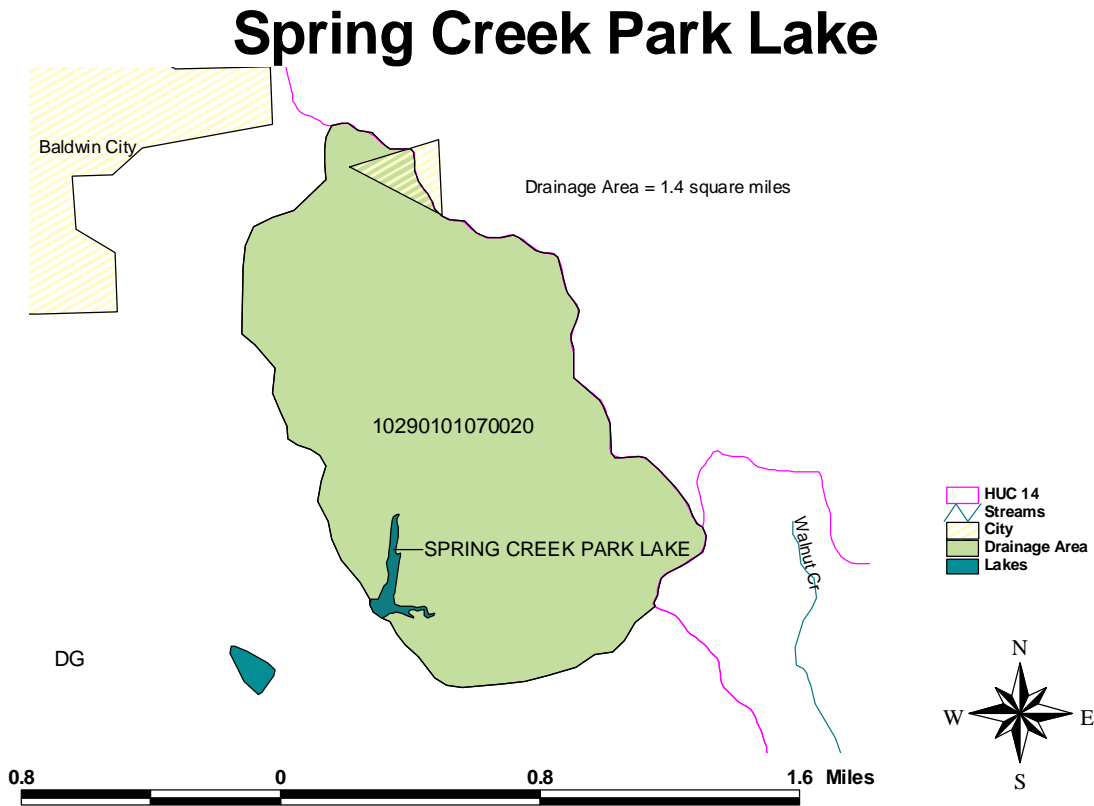 Spring Creek Park Lake
Baldwin City
Drainage Area = 1.4 square miles
10290101070020
SPRING CREEK PARK LAKE
Walnut Cr
HUC 14
Streams
City
Drainage Area
Lakes
DG
N
W E
S
0.8 0 0.8 1.6 Miles